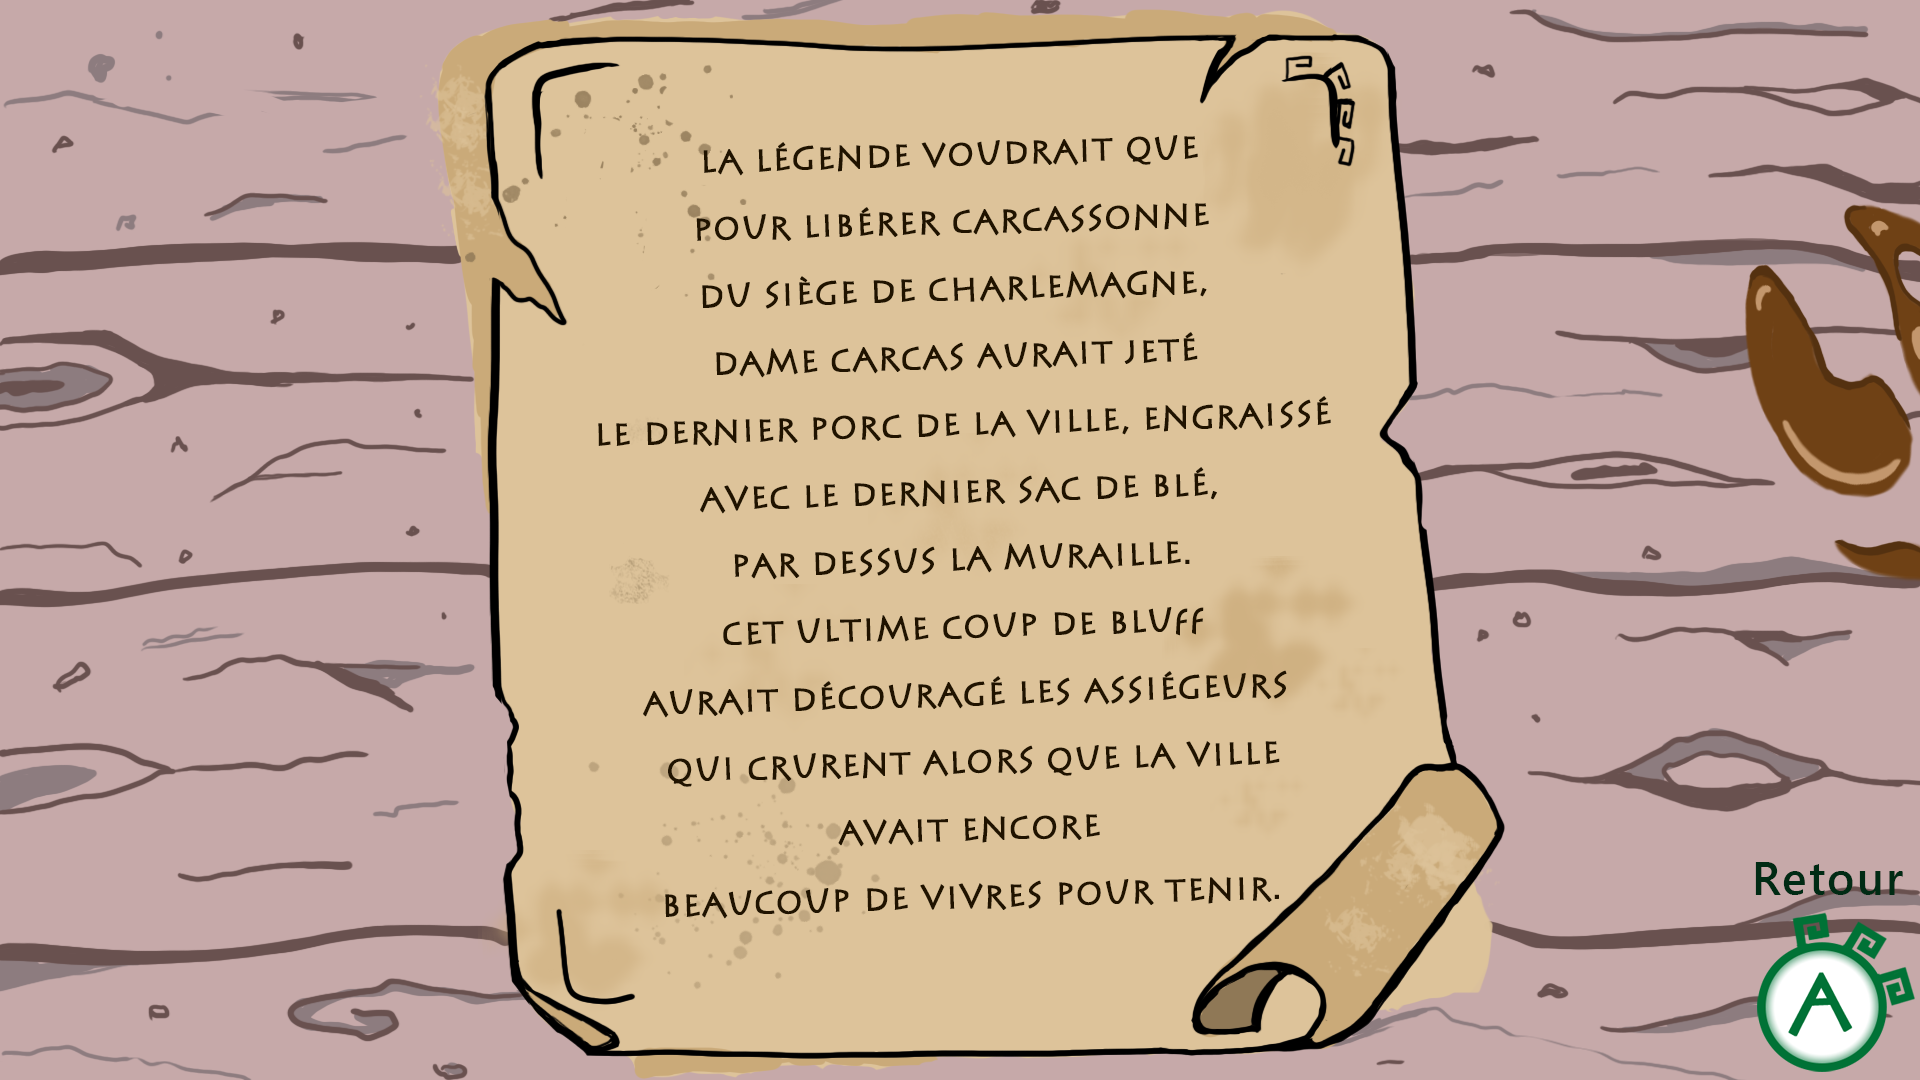 LA LÉGENDE VOUDRAIT QUE
POUR LIBÉRER CARCASSONNE
DU SIÈGE DE CHARLEMAGNE,
DAME CARCAS AURAIT JETÉ
LE DERNIER PORC DE LA VILLE, ENGRAISSÉ
AVEC LE DERNIER SAC DE BLÉ,
PAR DESSUS LA MURAILLE.
CET ULTIME COUP DE BLUFF
AURAIT DÉCOURAGÉ LES ASSIÉGEURS
QUI CRURENT ALORS QUE LA VILLE
AVAIT ENCORE
BEAUCOUP DE VIVRES POUR TENIR.
Retour
A